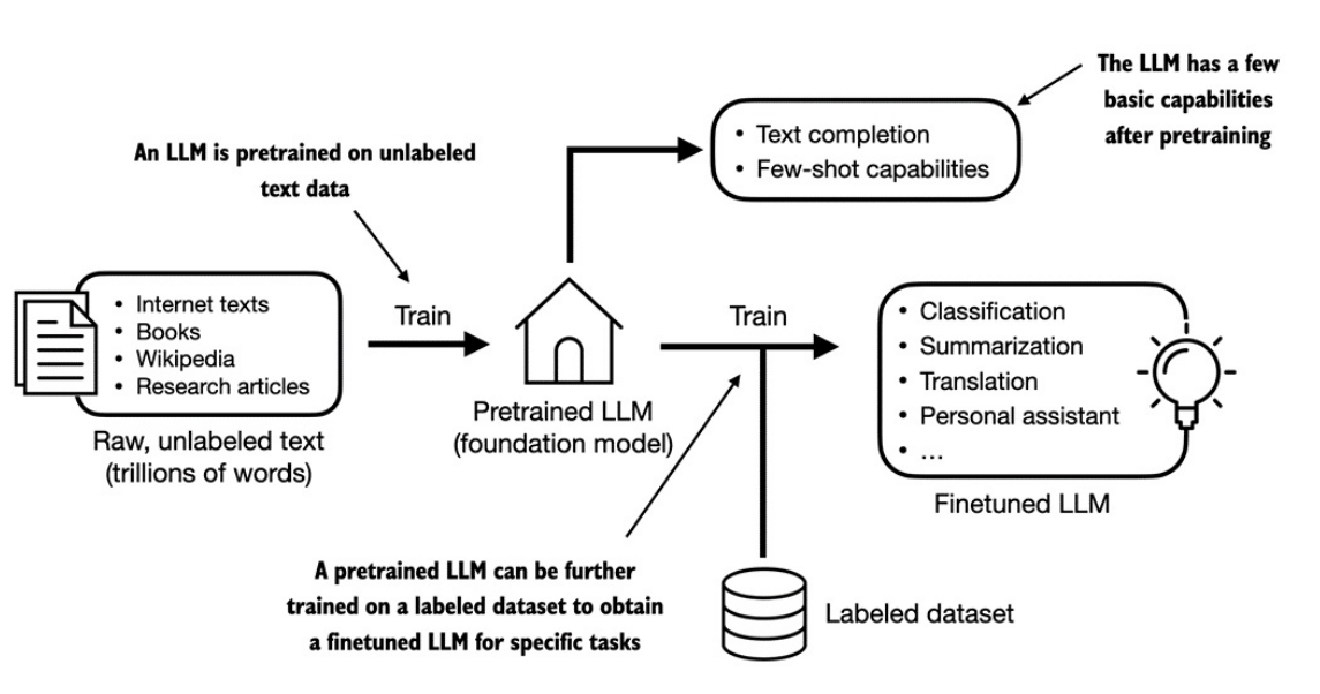 The LLM has a few
basic capabilities
after pretraining
• Text completion
• Few-shot capabilities
An LLM is pretrained on unlabeled
text data
• Internet texts
• Books
• Wikipedia
• Research articles
Raw, unlabeled text
(trillions of words)
Train
Pretrained LLM
(foundation model)
Train
• Classification
• Summarization
• Translation
• Personal assistant
• ...
Finetuned LLM
A pretrained LLM can be further
trained on a labeled dataset to obtain
a finetuned LLM for specific tasks
Labeled dataset